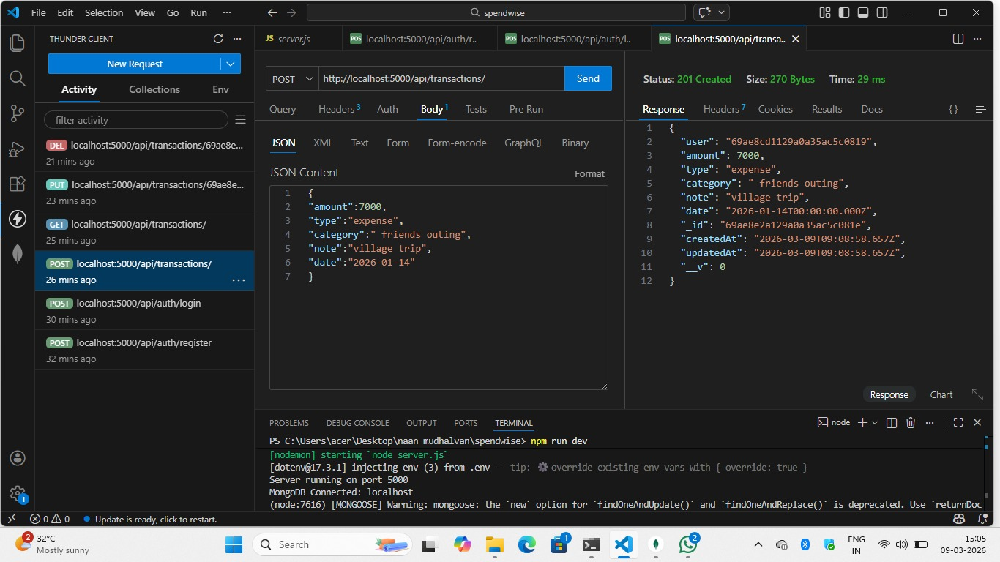 File Edit Selection View Go Run ···
spendwise
THUNDER CLIENT
New Request
Activity Collections Env
filter activity
DEL localhost:5000/api/transactions/69ae8e...
21 mins ago
PUT localhost:5000/api/transactions/69ae8e...
23 mins ago
GET localhost:5000/api/transactions/
25 mins ago
POST localhost:5000/api/transactions/
26 mins ago
POST localhost:5000/api/auth/login
30 mins ago
POST localhost:5000/api/auth/register
32 mins ago
JS server.js
POS localhost:5000/api/auth/r..
POS localhost:5000/api/auth/l..
POS localhost:5000/api/transa..
POST http://localhost:5000/api/transactions/ Send
Query Headers 3 Auth Body 1 Tests Pre Run
JSON XML Text Form Form-encode GraphQL Binary
JSON Content Format
1 {
2 "amount":7000,
3 "type":"expense",
4 "category":" friends outing",
5 "note":"village trip",
6 "date":"2026-01-14"
7 }
Status: 201 Created Size: 270 Bytes Time: 29 ms
Response Headers 7 Cookies Results Docs { }
1 {
2 "user": "69ae8cd1129a0a35ac5c0819",
3 "amount": 7000,
4 "type": "expense",
5 "category": " friends outing",
6 "note": "village trip",
7 "date": "2026-01-14T00:00:00.000Z",
8 "_id": "69ae8e2a129a0a35ac5c081e",
9 "createdAt": "2026-03-09T09:08:58.657Z",
10 "updatedAt": "2026-03-09T09:08:58.657Z",
11 "__v": 0
12 }
Response Chart
PROBLEMS DEBUG CONSOLE OUTPUT PORTS TERMINAL
node
PS C:\Users\acer\Desktop\naan mudhalvan\spendwise> npm run dev
[nodemon] starting `node server.js`
[dotenv@17.3.1] injecting env (3) from .env -- tip: ⚙ override existing env vars with { override: true }
Server running on port 5000
MongoDB Connected: localhost
(node:7616) [MONGOOSE] Warning: mongoose: the `new` option for `findOneAndUpdate()` and `findOneAndReplace()` is deprecated. Use `returnDoc
1
0 0 Update is ready, click to restart.
2
32°C
Mostly sunny
Search
1
2
ENG
IN
15:05
09-03-2026